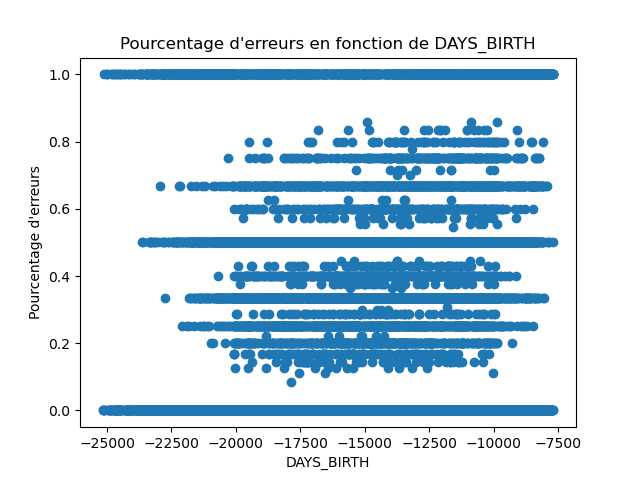 Pourcentage d'erreurs en fonction de DAYS_BIRTH
1.0
0.8
0.6
0.4
0.2
0.0
Pourcentage d'erreurs
−25000 −22500 −20000 −17500 −15000 −12500 −10000 −7500
DAYS_BIRTH